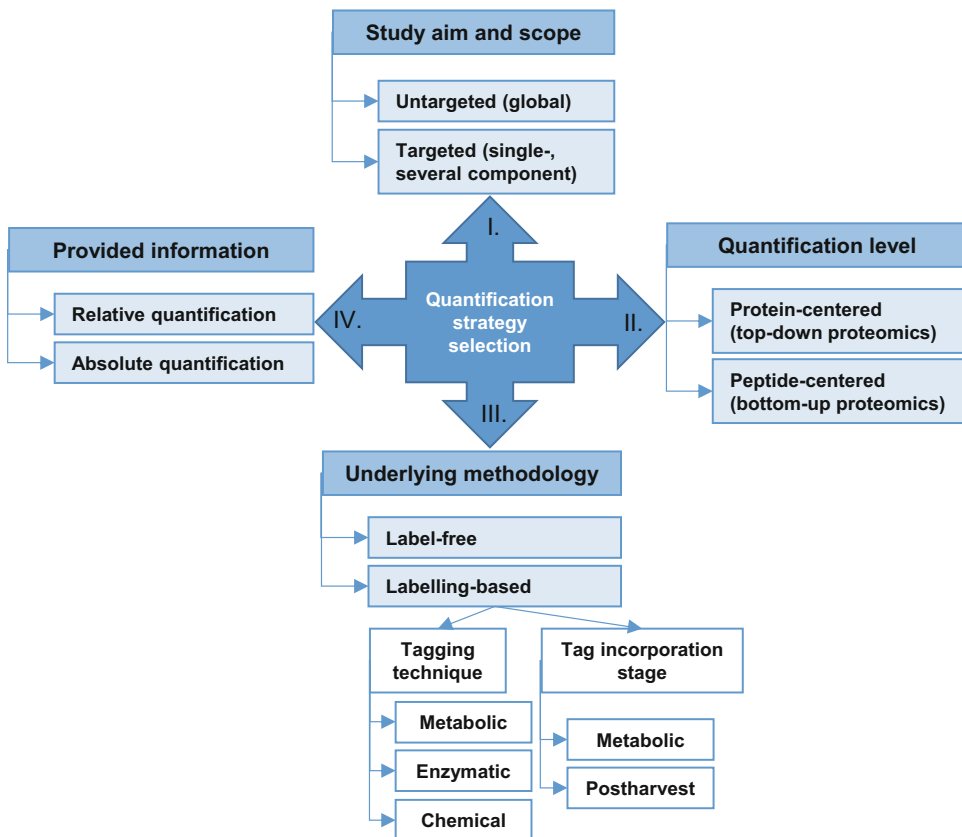 Study aim and scope
Untargeted (global)
Targeted (single-,
several component)
I.
Provided information
Relative quantification
Absolute quantification
IV.
Quantification
strategy
selection
II.
Quantification level
Protein-centered
(top-down proteomics)
Peptide-centered
(bottom-up proteomics)
III.
Underlying methodology
Label-free
Labelling-based
Tagging
technique
Metabolic
Enzymatic
Chemical
Tag incorporation
stage
Metabolic
Postharvest